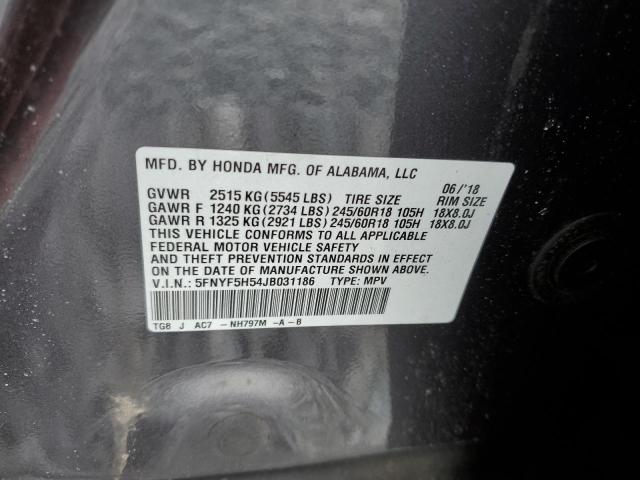 MFD. BY HONDA MFG. OF ALABAMA, LLC 06/'18
GVWR 2515 KG (5545 LBS) TIRE SIZE RIM SIZE
GAWR F 1240 KG (2734 LBS) 245/60R18 105H 18X8.0J
GAWR R 1325 KG (2921 LBS) 245/60R18 105H 18X8.0J
THIS VEHICLE CONFORMS TO ALL APPLICABLE
FEDERAL MOTOR VEHICLE SAFETY
AND THEFT PREVENTION STANDARDS IN EFFECT
ON THE DATE OF MANUFACTURE SHOWN ABOVE.
V.I.N.: 5FNYF5H54JB031186 TYPE: MPV
TG8 J AC7 -NH797M -A-B